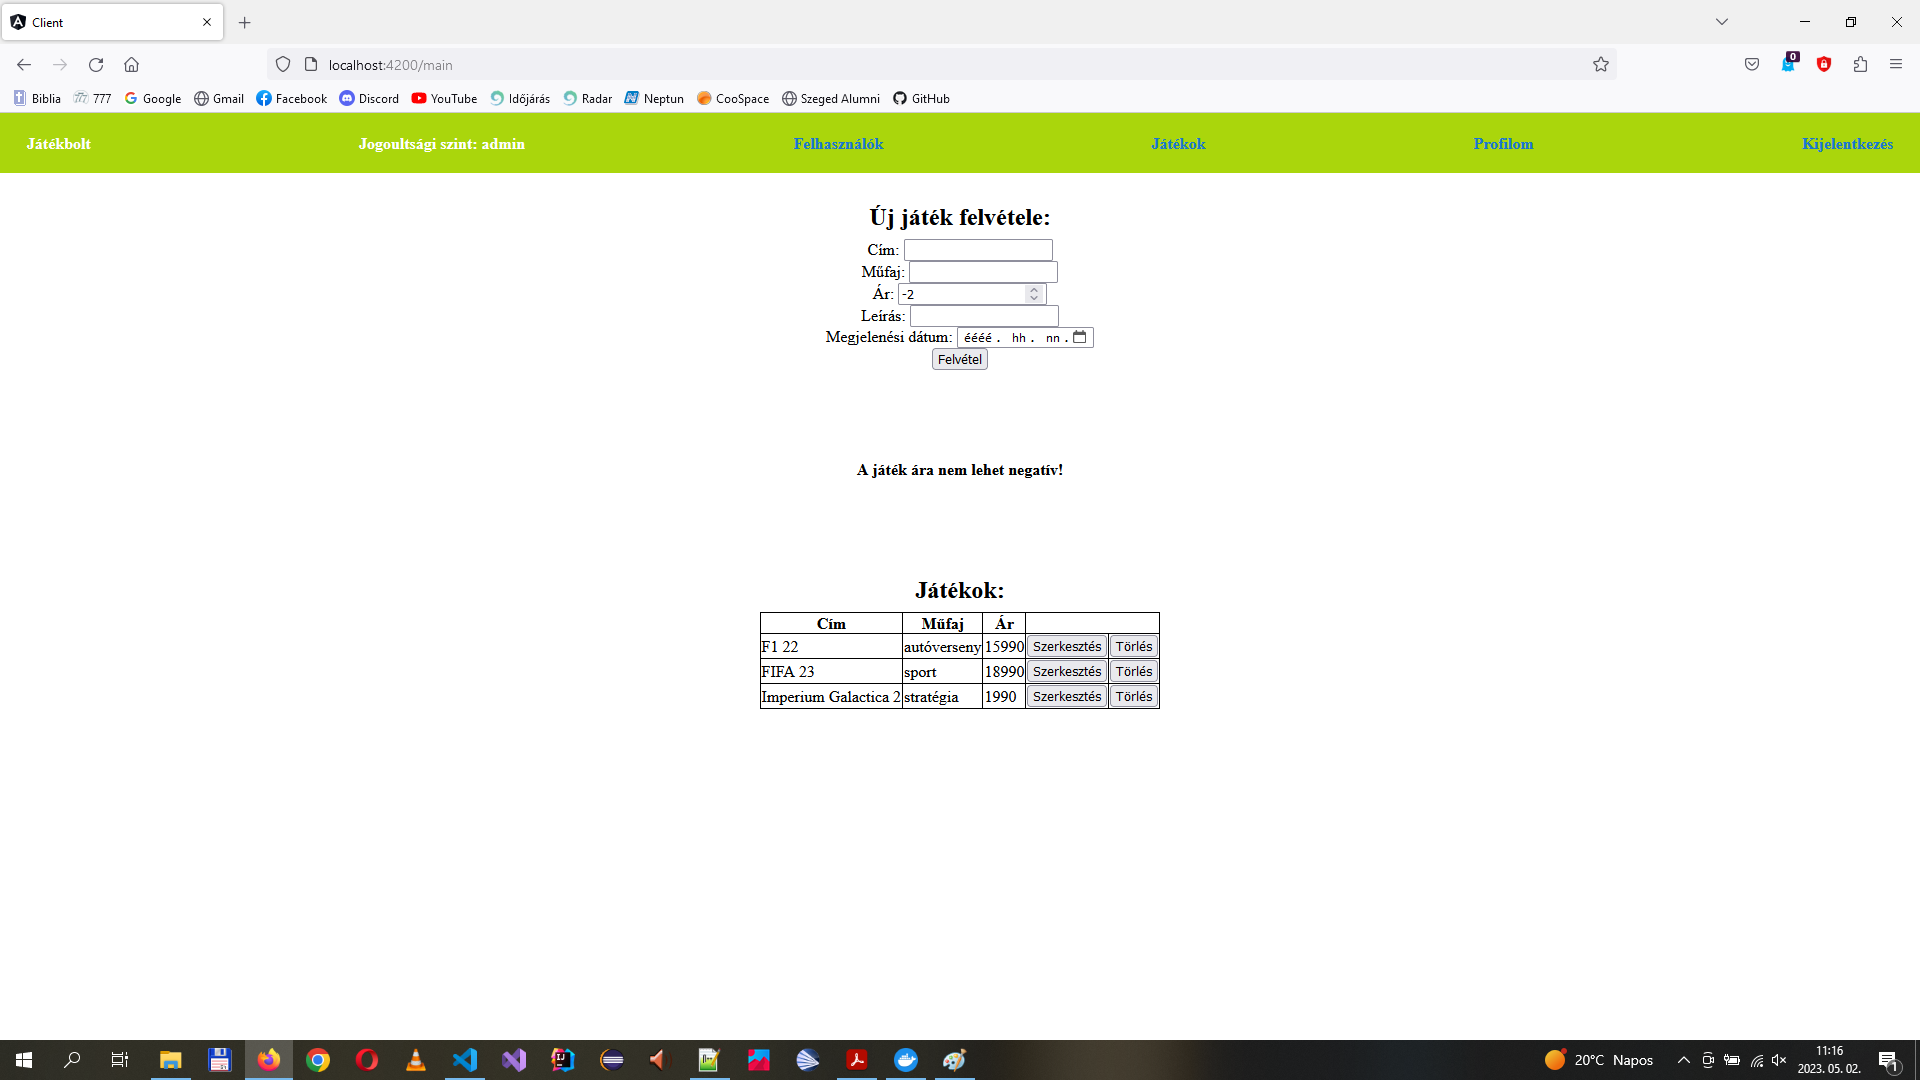 Client
localhost:4200/main
0
Biblia 777 Google Gmail Facebook Discord YouTube Időjárás Radar Neptun CooSpace Szeged Alumni GitHub
Játékbolt Jogoultsági szint: admin Felhasználók Játékok Profilom Kijelentkezés
Új játék felvétele:
Cím:
Műfaj:
Ár: -2
Leírás:
Megjelenési dátum: éééé. hh. nn.
Felvétel
A játék ára nem lehet negatív!
Játékok:
Cím Műfaj Ár
F1 22 autóverseny 15990 Szerkesztés Törlés
FIFA 23 sport 18990 Szerkesztés Törlés
Imperium Galactica 2 stratégia 1990 Szerkesztés Törlés
20°C Napos
11:16
2023. 05. 02.
1